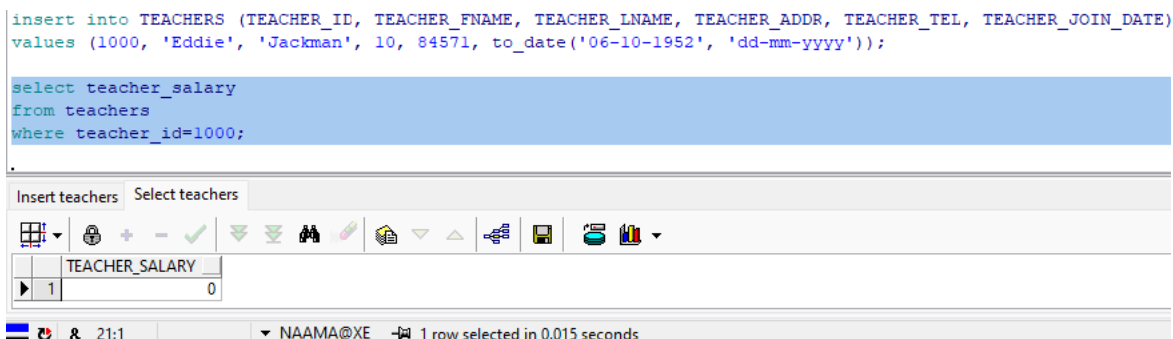 insert into TEACHERS (TEACHER_ID, TEACHER_FNAME, TEACHER_LNAME, TEACHER_ADDR, TEACHER_TEL, TEACHER_JOIN_DATE)
values (1000, 'Eddie', 'Jackman', 10, 84571, to_date('06-10-1952', 'dd-mm-yyyy'));
select teacher_salary
from teachers
where teacher_id=1000;
.
Insert teachers Select teachers
TEACHER_SALARY
1 0
& 21:1 NAAMA@XE 1 row selected in 0.015 seconds